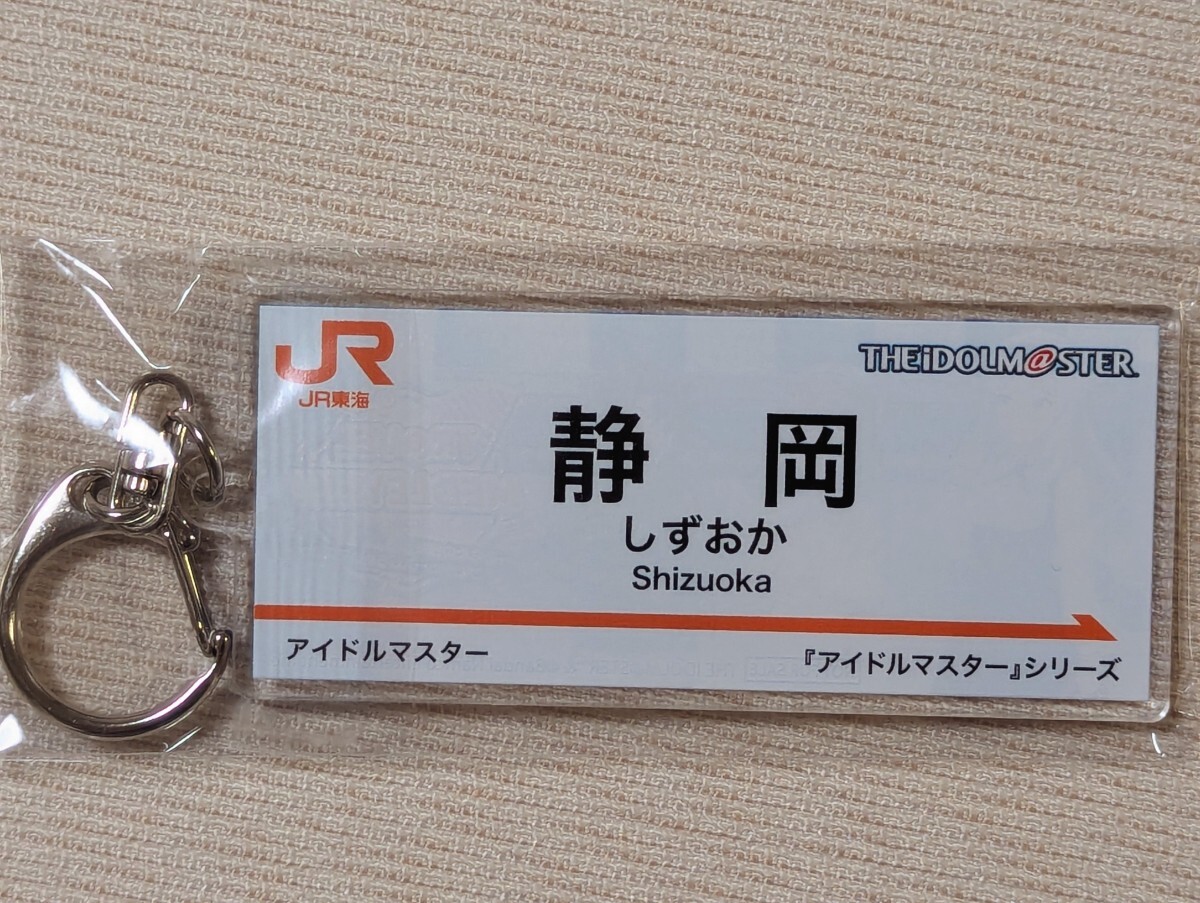 JR
JR東海
THE iDOLM@STER
静 岡
しずおか
Shizuoka
アイドルマスター
『アイドルマスター』シリーズ